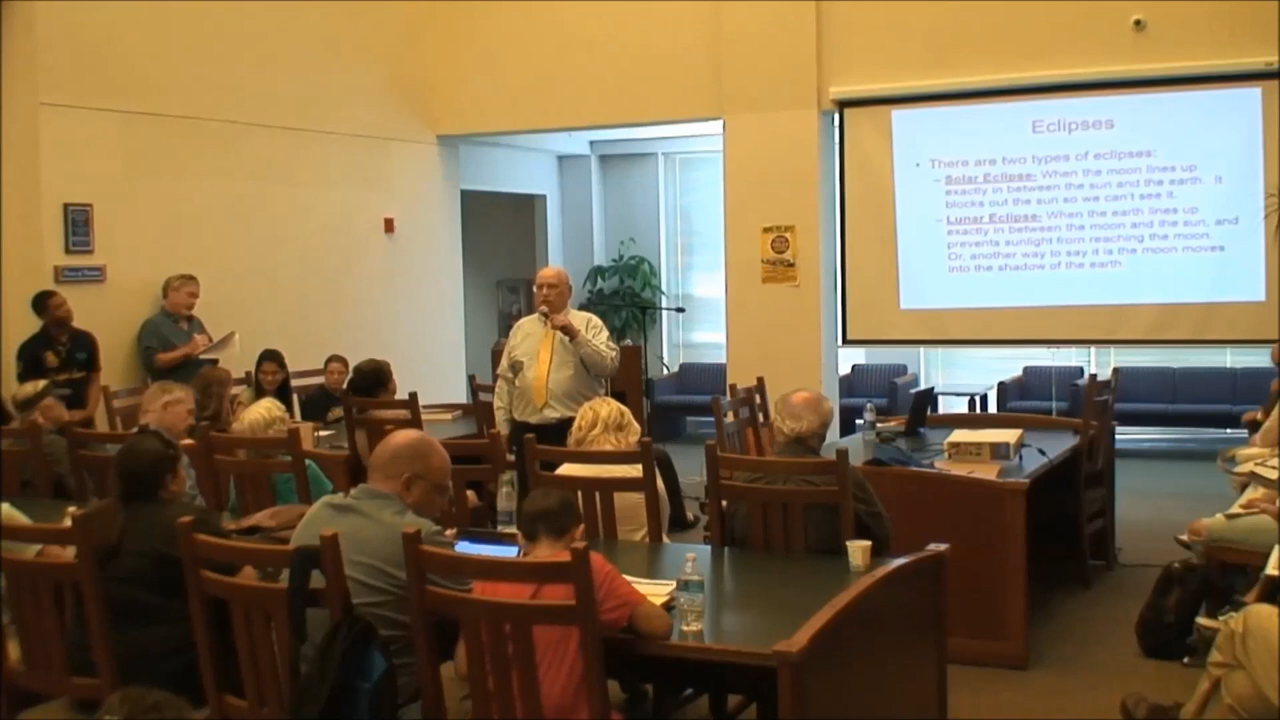 Eclipses
• There are two types of eclipses:
– Solar Eclipse- When the moon lines up
exactly in between the sun and the earth. It
blocks out the sun so we can't see it.
– Lunar Eclipse- When the earth lines up
exactly in between the moon and the sun, and
prevents sunlight from reaching the moon.
Or, another way to say it is the moon moves
into the shadow of the earth.